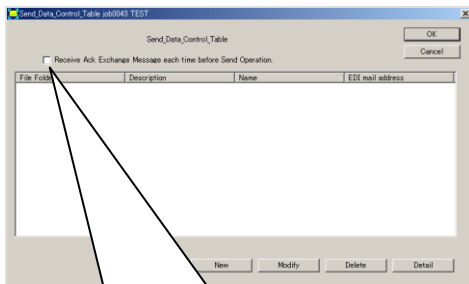 Send_Data_Control_Table job0043 TEST
Send_Data_Control_Table
OK
Cancel
Receive Ack. Exchange Message each time before Send Operation.
File Folder Description Name EDI mail address
New Modify Delete Detail